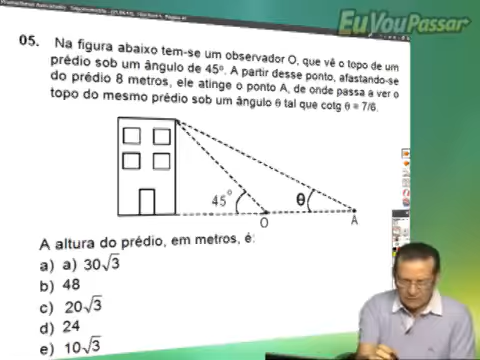 EuVouPassar
05. Na figura abaixo tem-se um observador O, que vê o topo de um
prédio sob um ângulo de 45º. A partir desse ponto, afastando-se
do prédio 8 metros, ele atinge o ponto A, de onde passa a ver o
topo do mesmo prédio sob um ângulo θ tal que cotg θ = 7/6.
45º
θ
O
A
A altura do prédio, em metros, é:
a) a) 30√3
b) 48
c) 20√3
d) 24
e) 10√3